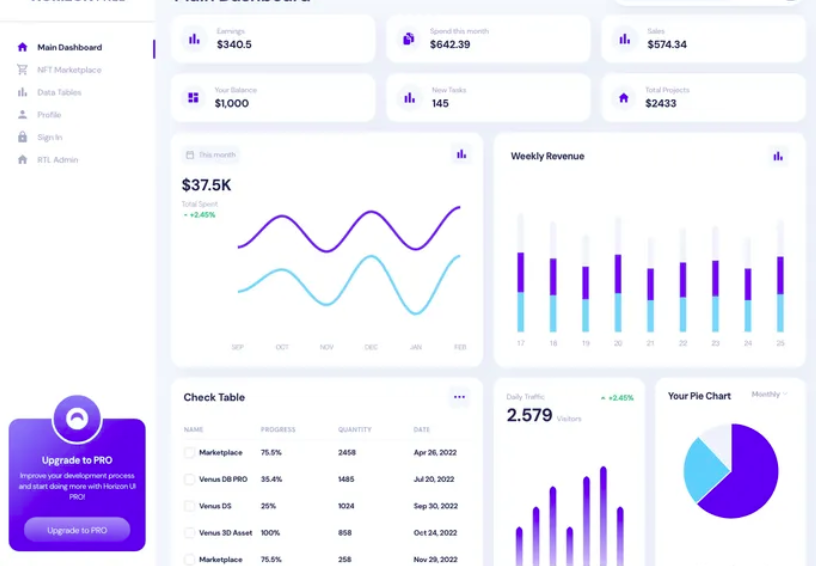 HORIZON FREE
Main Dashboard
Main Dashboard
NFT Marketplace
Data Tables
Profile
Sign In
RTL Admin
Upgrade to PRO
Improve your development process
and start doing more with Horizon UI
PRO!
Upgrade to PRO
Earnings
$340.5
Spend this month
$642.39
Sales
$574.34
Your Balance
$1,000
New Tasks
145
Total Projects
$2433
This month
$37.5K
Total Spent
+2.45%
SEP OCT NOV DEC JAN FEB
Weekly Revenue
17 18 19 20 21 22 23 24 25
Check Table
NAME PROGRESS QUANTITY DATE
Marketplace 75.5% 2458 Apr 26, 2022
Venus DB PRO 35.4% 1485 Jul 20, 2022
Venus DS 25% 1024 Sep 30, 2022
Venus 3D Asset 100% 858 Oct 24, 2022
Marketplace 75.5% 258 Nov 29, 2022
Daily Traffic
+2.45%
2.579 Visitors
Your Pie Chart
Monthly